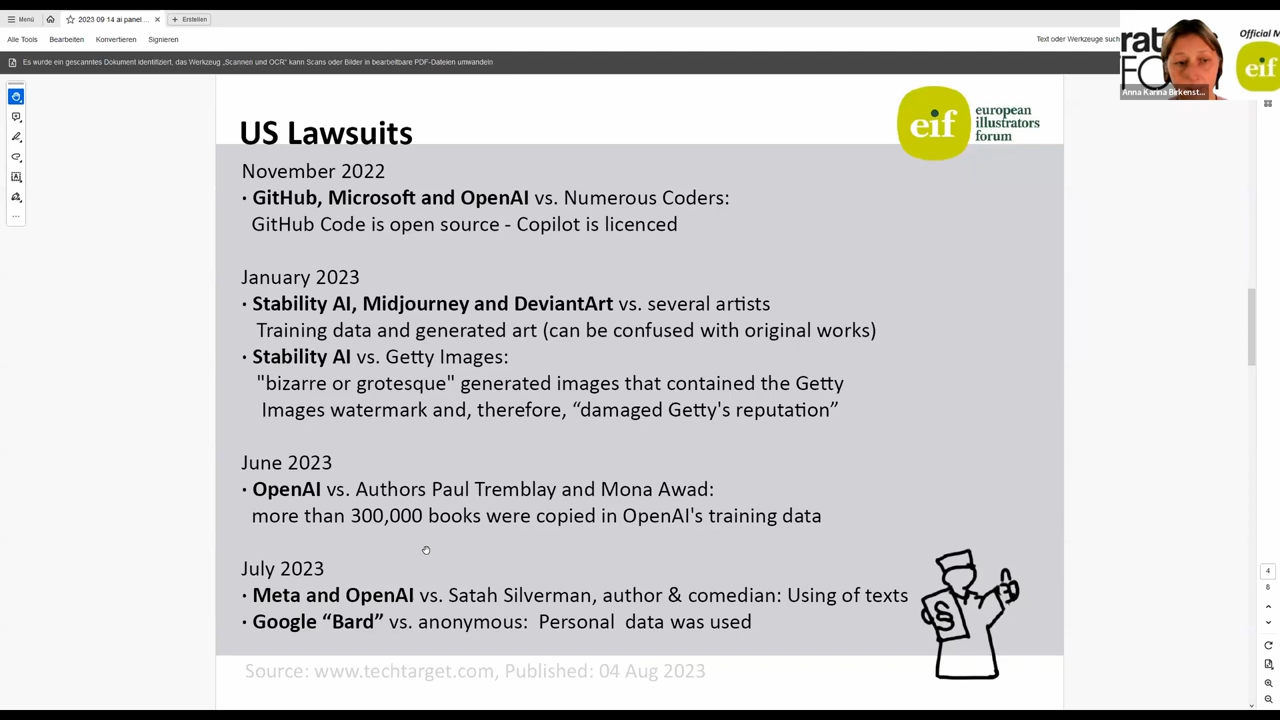 Menü
2023 09 14 ai panel ...
Erstellen
Alle Tools
Bearbeiten
Konvertieren
Signieren
Text oder Werkzeuge such
Es wurde ein gescanntes Dokument identifiziert, das Werkzeug „Scannen und OCR“ kann Scans oder Bilder in bearbeitbare PDF-Dateien umwandeln
Official M
eif
Anna Karina Birkenst...
US Lawsuits
eif
european
illustrators
forum
November 2022
· GitHub, Microsoft and OpenAI vs. Numerous Coders:
GitHub Code is open source - Copilot is licenced
January 2023
· Stability AI, Midjourney and DeviantArt vs. several artists
Training data and generated art (can be confused with original works)
· Stability AI vs. Getty Images:
"bizarre or grotesque" generated images that contained the Getty
Images watermark and, therefore, “damaged Getty's reputation”
June 2023
· OpenAI vs. Authors Paul Tremblay and Mona Awad:
more than 300,000 books were copied in OpenAI's training data
July 2023
· Meta and OpenAI vs. Satah Silverman, author & comedian: Using of texts
· Google “Bard” vs. anonymous: Personal data was used
$
Source: www.techtarget.com, Published: 04 Aug 2023
4
8